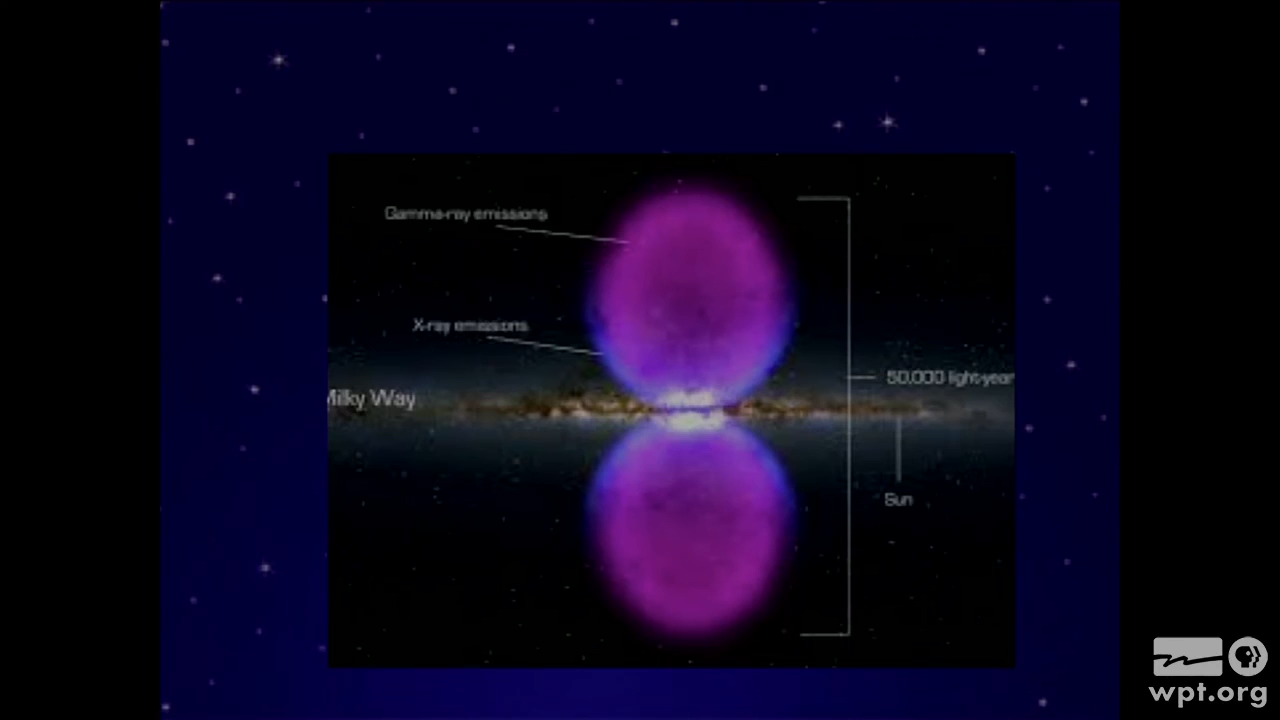 Gamma-ray emissions
X-ray emissions
50,000 light-year
Milky Way
Sun
wpt.org